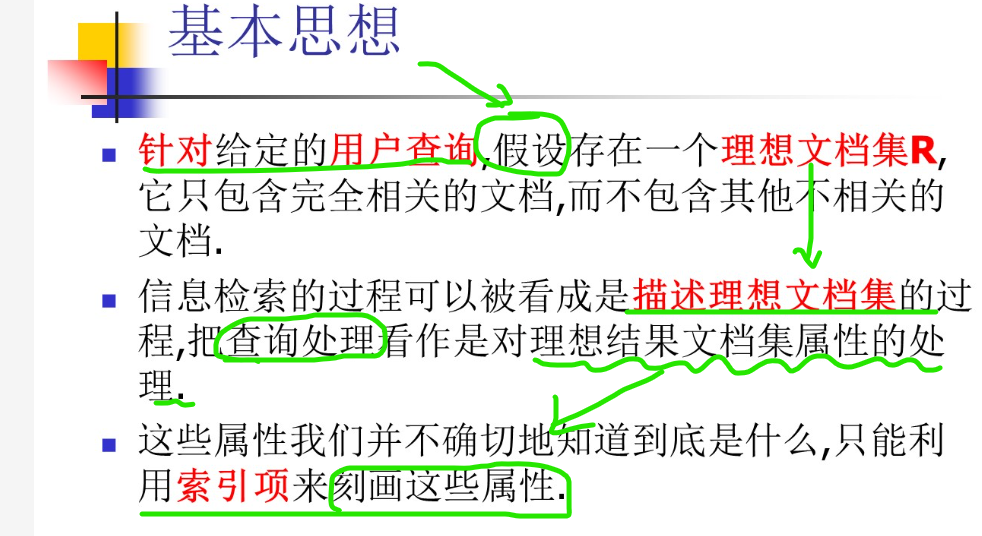 基本思想
针对给定的用户查询,假设存在一个理想文档集R,
它只包含完全相关的文档,而不包含其他不相关的
文档.
信息检索的过程可以被看成是描述理想文档集的过
程,把查询处理看作是对理想结果文档集属性的处
理.
这些属性我们并不确切地知道到底是什么,只能利
用索引项来刻画这些属性.